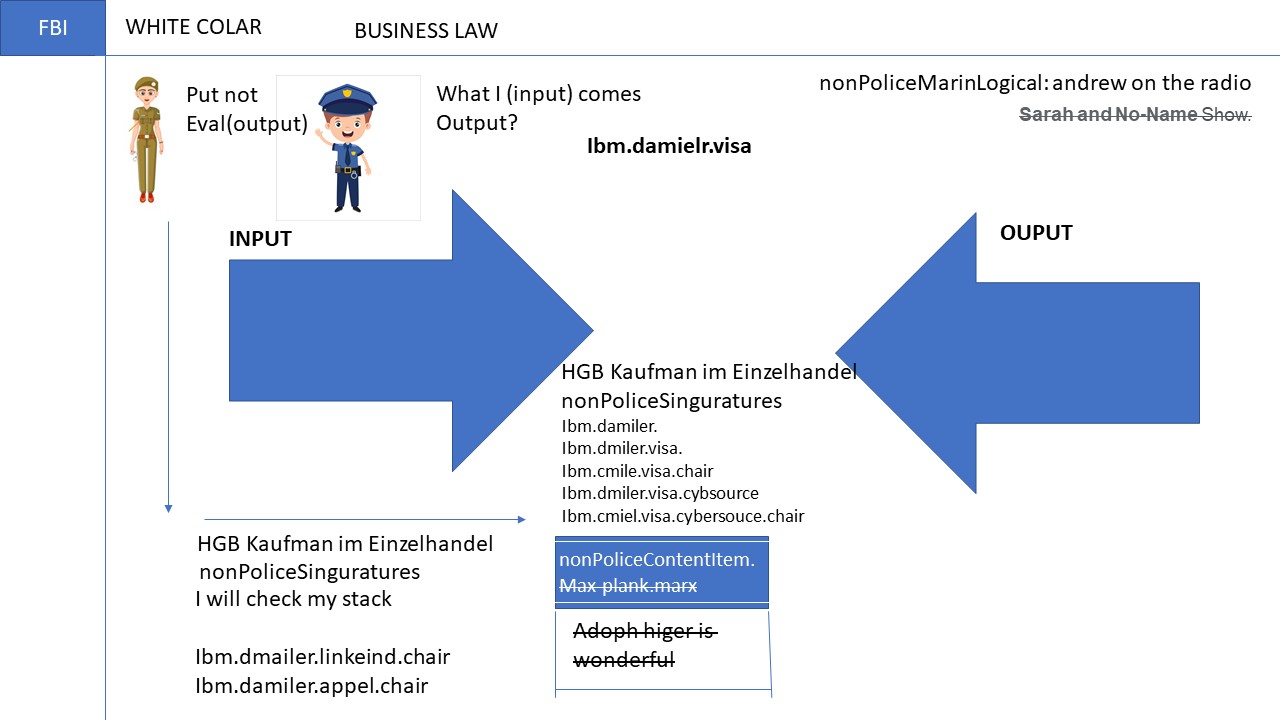 FBI
WHITE COLAR
BUSINESS LAW
Put not
Eval(output)
What I (input) comes
Output?
nonPoliceMarinLogical: andrew on the radio
Sarah and No-Name Show.
Ibm.damielr.visa
INPUT
OUPUT
HGB Kaufman im Einzelhandel
nonPoliceSinguratures
Ibm.damiler.
Ibm.dmiler.visa.
Ibm.cmile.visa.chair
Ibm.dmiler.visa.cybsource
Ibm.cmiel.visa.cybersouce.chair
HGB Kaufman im Einzelhandel
nonPoliceSinguratures
I will check my stack
Ibm.dmailer.linkeind.chair
Ibm.damiler.appel.chair
nonPoliceContentItem.
Max plank.marx
Adoph higer is
wonderful